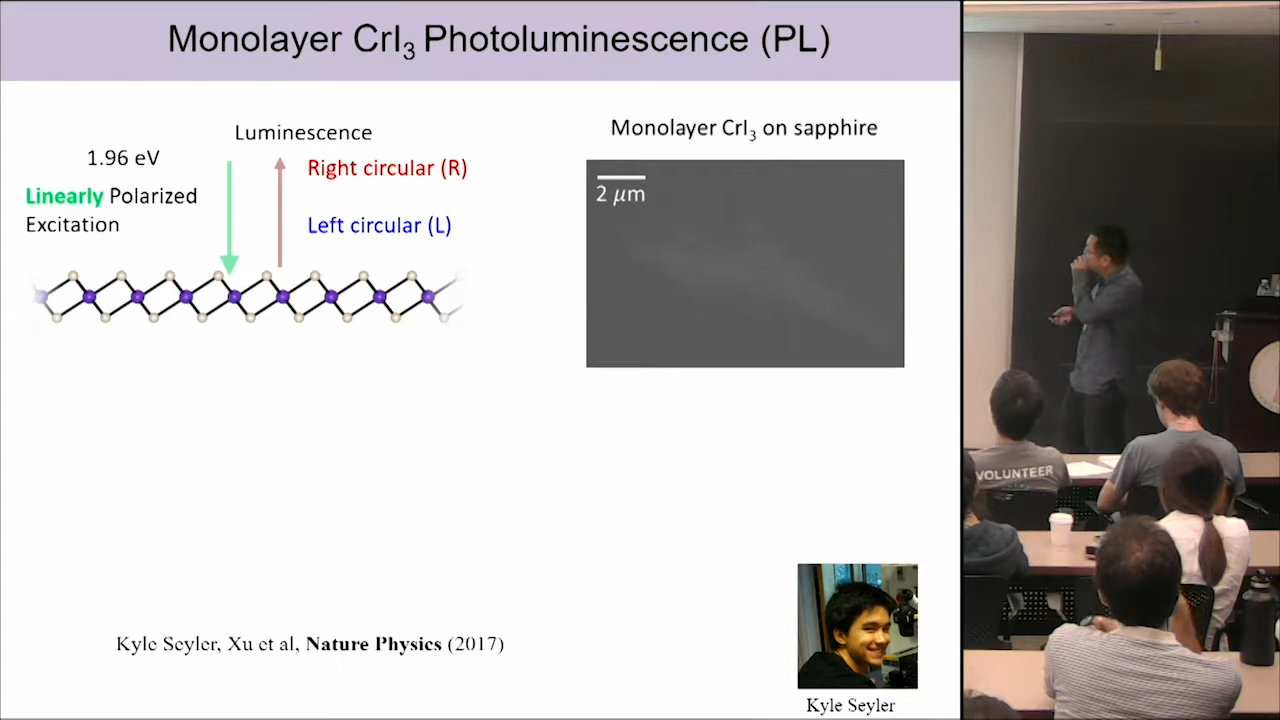 Monolayer CrI₃ Photoluminescence (PL)
Luminescence
1.96 eV
Linearly Polarized
Excitation
Right circular (R)
Left circular (L)
Monolayer CrI₃ on sapphire
2 μm
VOLUNTEER
Kyle Seyler, Xu et al, Nature Physics (2017)
Kyle Seyler